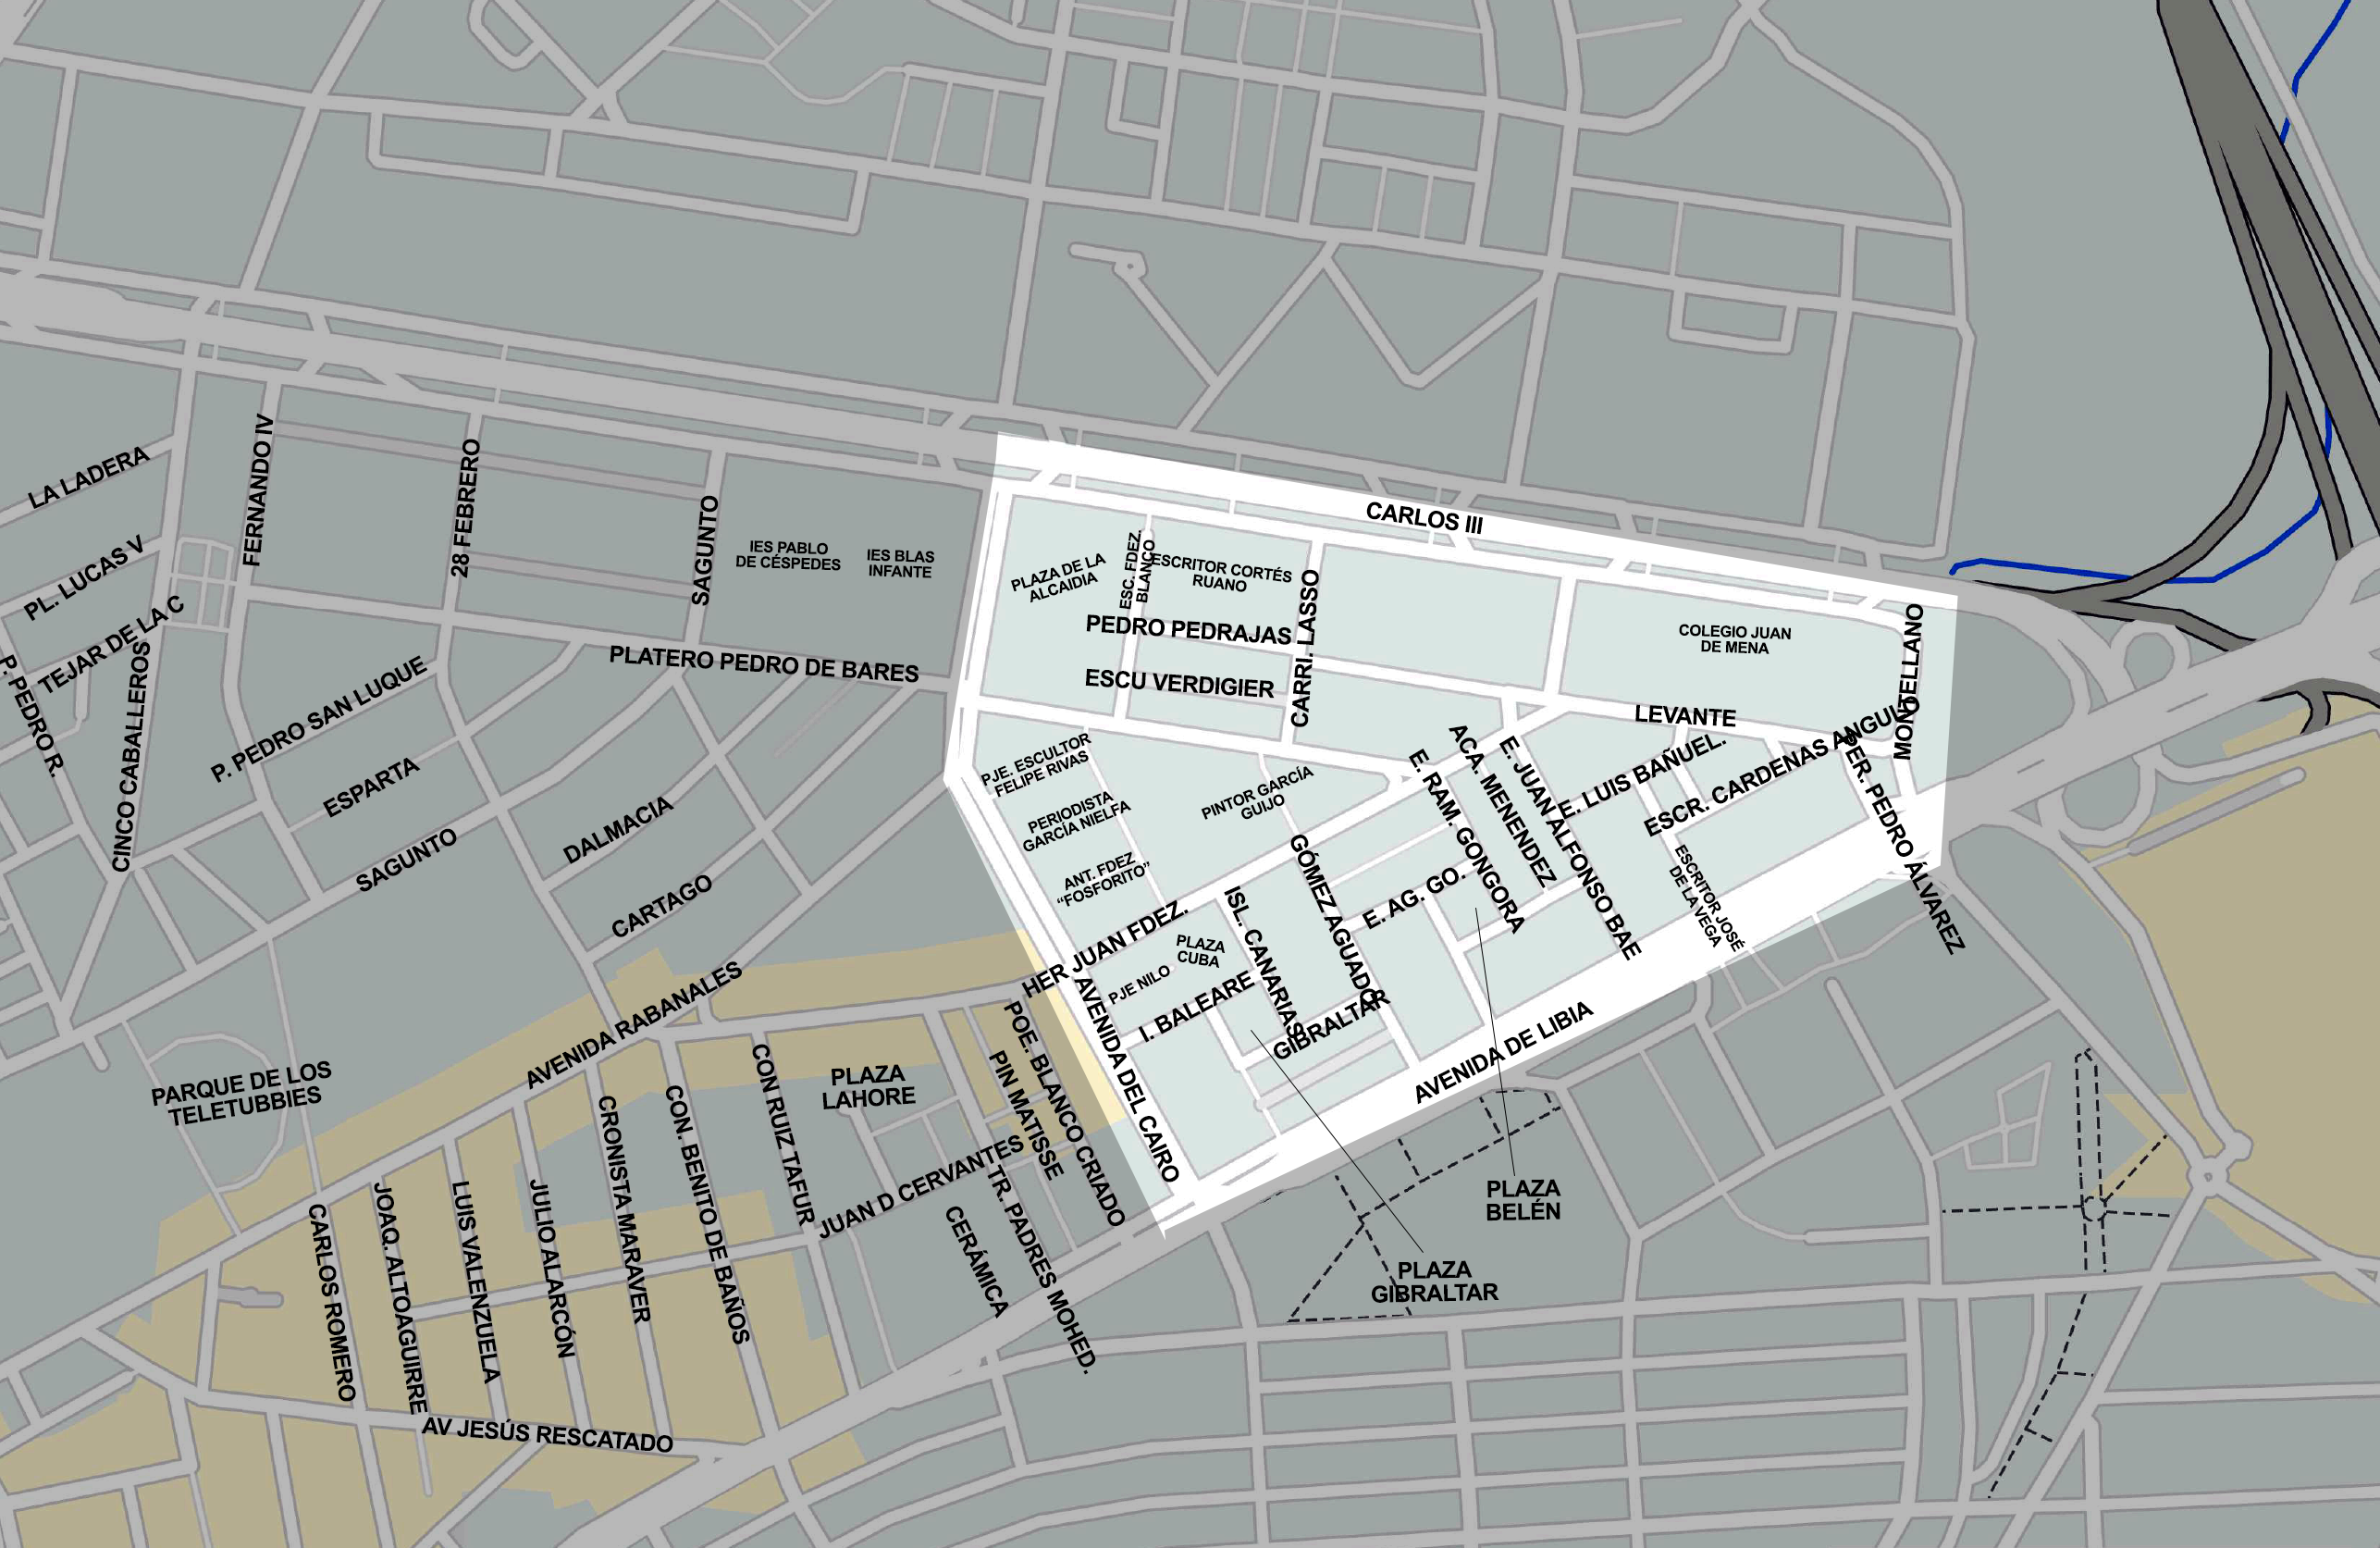 CARLOS III
LA LADERA
FERNANDO IV
28 FEBRERO
SAGUNTO
IES PABLO
DE CÉSPEDES
IES BLAS
INFANTE
PLAZA DE LA
ALCAIDIA
ESC. FDEZ.
BLANCO
ESCRITOR CORTÉS
RUANO
CARRI. LASSO
PEDRO PEDRAJAS
ESCU VERDIGIER
COLEGIO JUAN
DE MENA
MONTELLANO
PL. LUCAS V
TEJAR DE LA C
P. PEDRO R.
CINCO CABALLEROS
P. PEDRO SAN LUQUE
PLATERO PEDRO DE BARES
ESPARTA
SAGUNTO
DALMACIA
CARTAGO
LEVANTE
PJE. ESCULTOR
FELIPE RIVAS
PERIODISTA
GARCÍA NIELFA
ANT. FDEZ
“FOSFORITO”
PINTOR GARCÍA
GUIJO
E. RAM. GONGORA
ACA. MENENDEZ
E. JUAN ALFONSO BAE
E. LUIS BAÑUEL.
ESCR. CARDENAS ANGULO
PER. PEDRO ÁLVAREZ
ESCRITOR JOSÉ
DE LA VEGA
GÓMEZ AGUADO
E. AG. GO.
ISL. CANARIAS
HER JUAN FDEZ.
PLAZA
CUBA
PJE NILO
I. BALEARE
GIBRALTAR
AVENIDA DEL CAIRO
AVENIDA DE LIBIA
AVENIDA RABANALES
PARQUE DE LOS
TELETUBBIES
PLAZA
LAHORE
POE. BLANCO CRIADO
PIN MATISSE
CON RUIZ TAFUR
CON. BENITO DE BAÑOS
CRONISTA MARAVER
JUAN D CERVANTES
TR. PADRES MOHED.
CERÁMICA
JULIO ALARCÓN
LUIS VALENZUELA
JOAQ. ALTOAGUIRRE
CARLOS ROMERO
AV JESÚS RESCATADO
PLAZA
BELÉN
PLAZA
GIBRALTAR